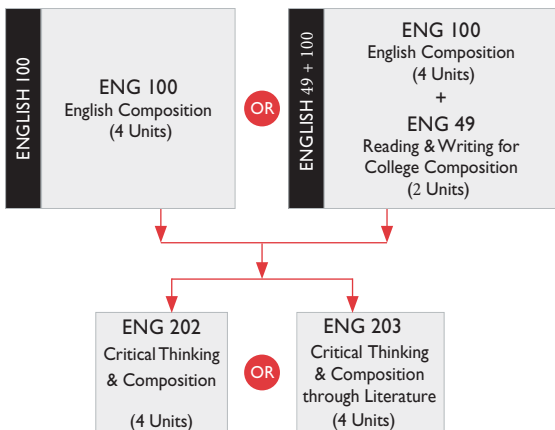 ENGLISH 100
ENG 100
English Composition
(4 Units)
OR
ENGLISH 49 + 100
ENG 100
English Composition
(4 Units)
+
ENG 49
Reading & Writing for
College Composition
(2 Units)
ENG 202
Critical Thinking
& Composition
(4 Units)
OR
ENG 203
Critical Thinking
& Composition
through Literature
(4 Units)